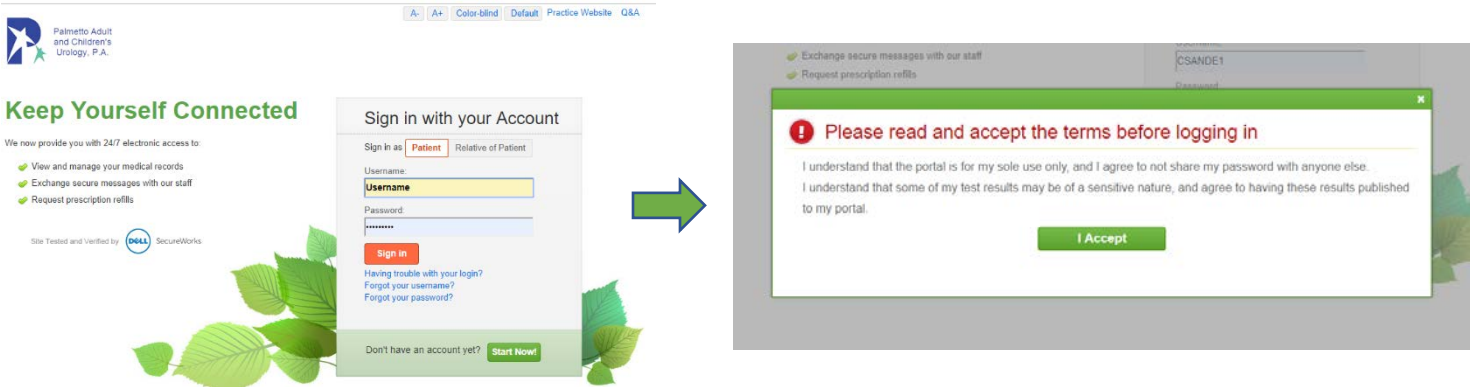 A- A+ Color-blind Default Practice Website Q&A
Palmetto Adult
and Children's
Urology, P.A.
Keep Yourself Connected
We now provide you with 24/7 electronic access to:
View and manage your medical records
Exchange secure messages with our staff
Request prescription refills
Site Tested and Verified by DELL SecureWorks
Sign in with your Account
Sign in as Patient Relative of Patient
Username:
Username
Password:
Sign In
Having trouble with your login?
Forgot your username?
Forgot your password?
Don't have an account yet? Start Now!
Exchange secure messages with our staff
Request prescription refills
Username:
CSANDE1
Password
Please read and accept the terms before logging in
I understand that the portal is for my sole use only, and I agree to not share my password with anyone else.
I understand that some of my test results may be of a sensitive nature, and agree to having these results published
to my portal.
I Accept